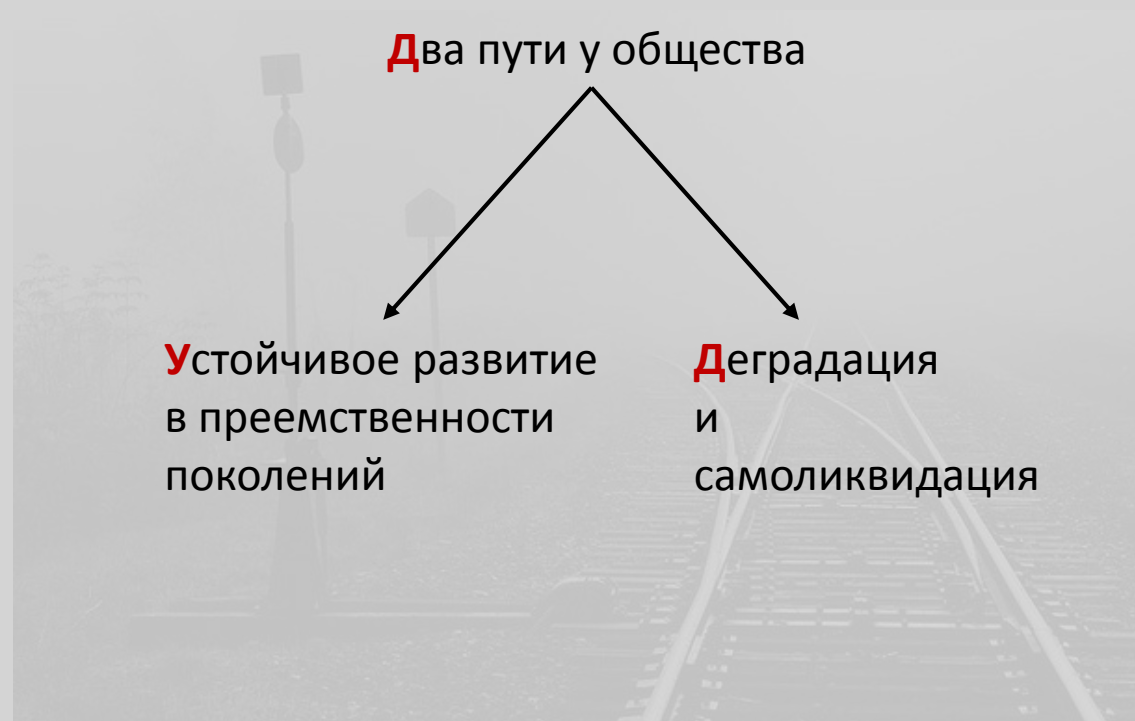 Два пути у общества
Устойчивое развитие
в преемственности
поколений
Деградация
и
самоликвидация